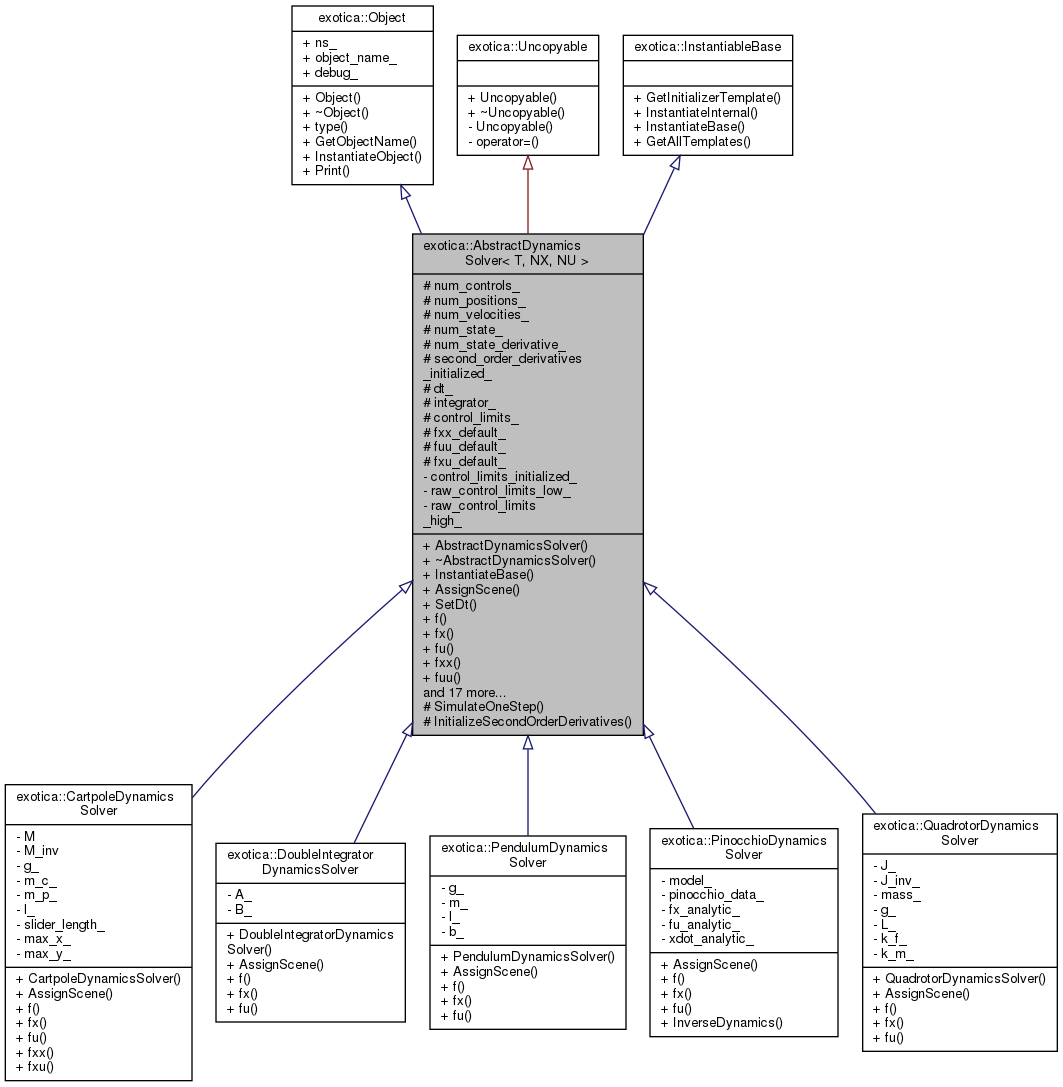 exotica::Object
+ ns_
+ object_name_
+ debug_
+ Object()
+ ~Object()
+ type()
+ GetObjectName()
+ InstantiateObject()
+ Print()
exotica::Uncopyable
+ Uncopyable()
+ ~Uncopyable()
- Uncopyable()
- operator=()
exotica::InstantiableBase
+ GetInitializerTemplate()
+ InstantiateInternal()
+ InstantiateBase()
+ GetAllTemplates()
exotica::AbstractDynamics
Solver< T, NX, NU >
# num_controls_
# num_positions_
# num_velocities_
# num_state_
# num_state_derivative_
# second_order_derivatives
_initialized_
# dt_
# integrator_
# control_limits_
# fxx_default_
# fuu_default_
# fxu_default_
- control_limits_initialized_
- raw_control_limits_low_
- raw_control_limits
_high_
+ AbstractDynamicsSolver()
+ ~AbstractDynamicsSolver()
+ InstantiateBase()
+ AssignScene()
+ SetDt()
+ f()
+ fx()
+ fu()
+ fxx()
+ fuu()
and 17 more...
# SimulateOneStep()
# InitializeSecondOrderDerivatives()
exotica::CartpoleDynamics
Solver
- M
- M_inv
- g_
- m_c_
- m_p_
- l_
- slider_length_
- max_x_
- max_y_
+ CartpoleDynamicsSolver()
+ AssignScene()
+ f()
+ fx()
+ fu()
+ fxx()
+ fxu()
exotica::DoubleIntegrator
DynamicsSolver
- A_
- B_
+ DoubleIntegratorDynamics
Solver()
+ AssignScene()
+ f()
+ fx()
+ fu()
exotica::PendulumDynamics
Solver
- g_
- m_
- l_
- b_
+ PendulumDynamicsSolver()
+ AssignScene()
+ f()
+ fx()
+ fu()
exotica::PinocchioDynamics
Solver
- model_
- pinocchio_data_
- fx_analytic_
- fu_analytic_
- xdot_analytic_
+ AssignScene()
+ f()
+ fx()
+ fu()
+ InverseDynamics()
exotica::QuadrotorDynamics
Solver
- J_
- J_inv_
- mass_
- g_
- L_
- k_f_
- k_m_
+ QuadrotorDynamicsSolver()
+ AssignScene()
+ f()
+ fx()
+ fu()